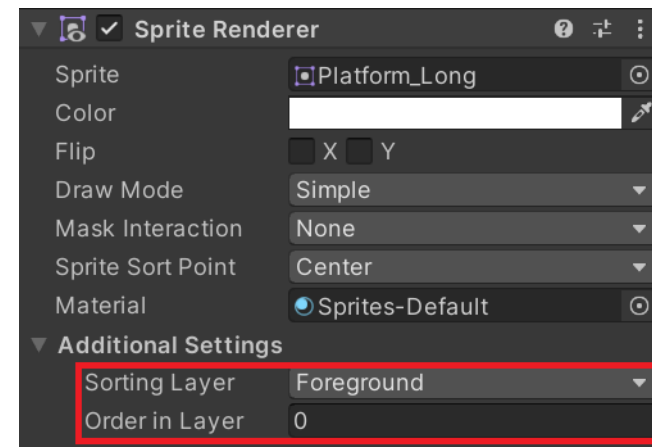 Sprite Renderer
Sprite Platform_Long
Color
Flip X Y
Draw Mode Simple
Mask Interaction None
Sprite Sort Point Center
Material Sprites-Default
Additional Settings
Sorting Layer Foreground
Order in Layer 0